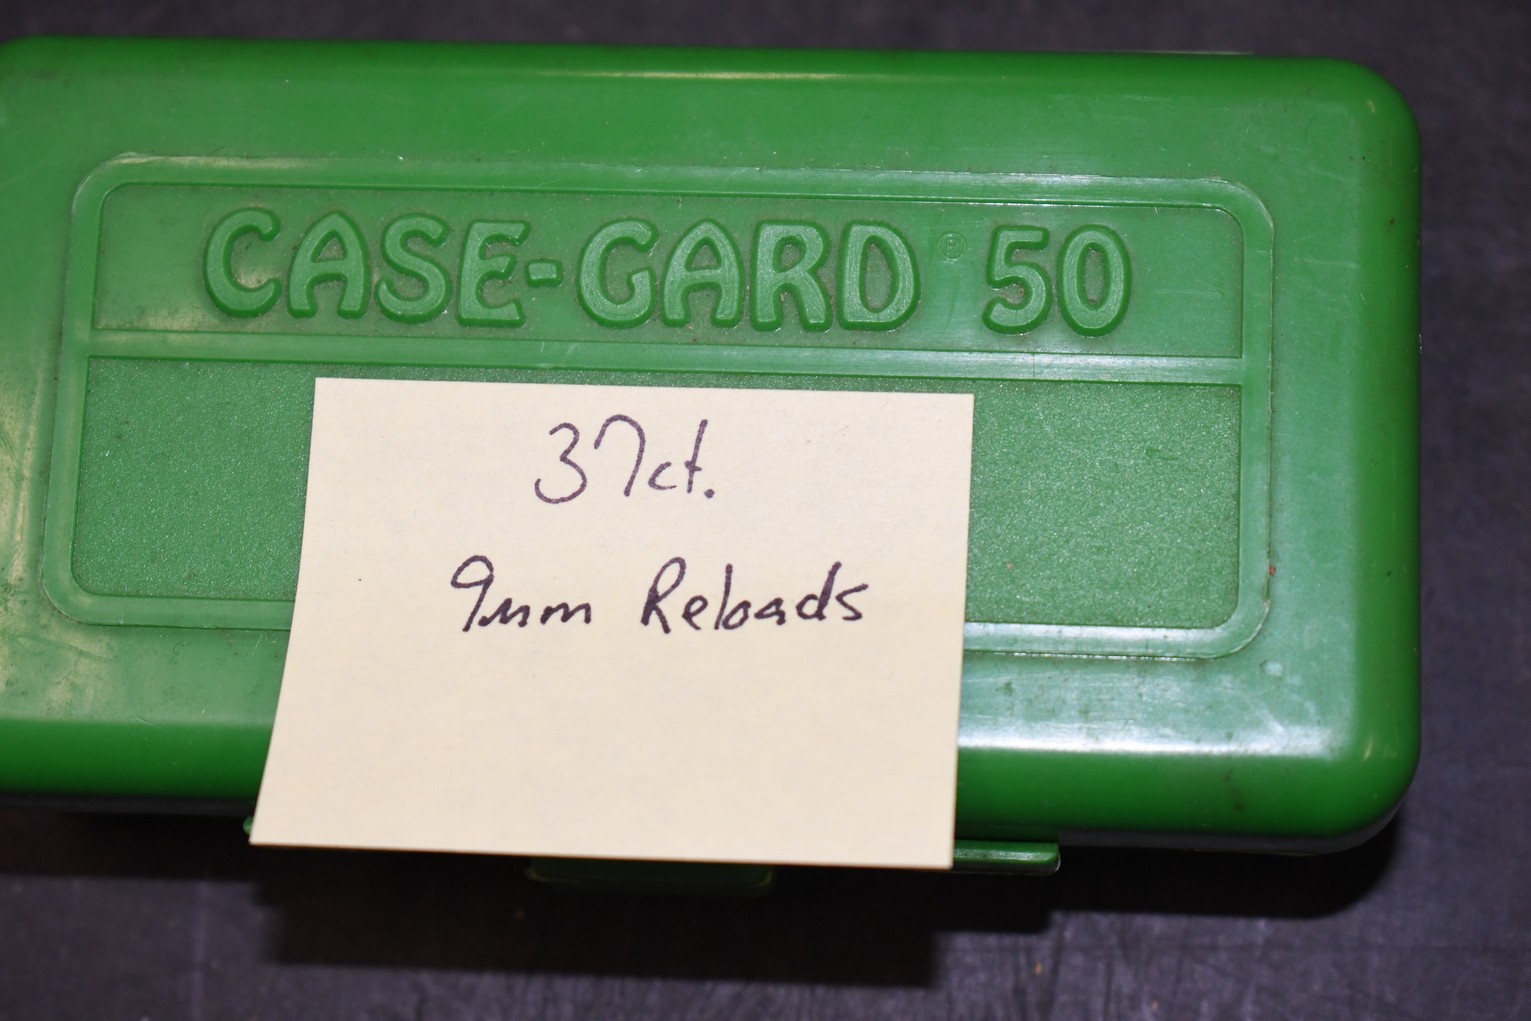 CASE-GARD® 50
37ct.
9mm Reloads